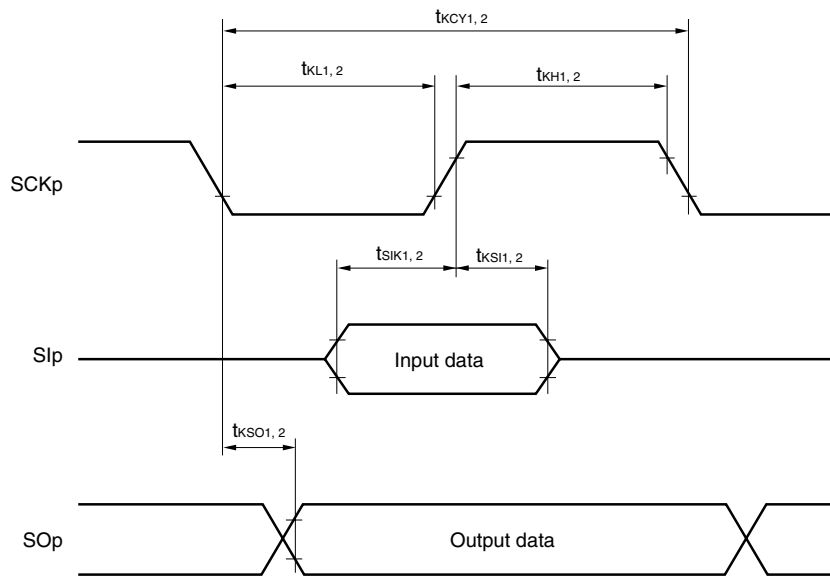 tKCY1, 2
tKL1, 2
tKH1, 2
SCKp
tSIK1, 2
tKSI1, 2
SIp
Input data
tKSO1, 2
SOp
Output data